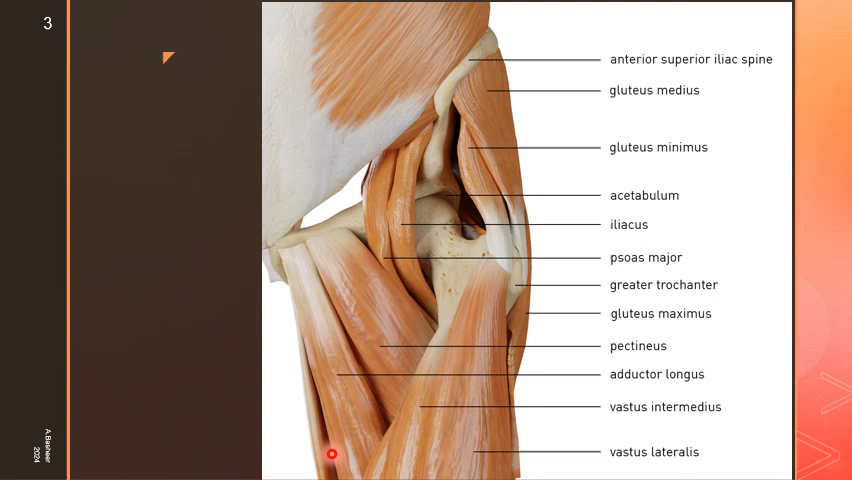 3
anterior superior iliac spine
gluteus medius
gluteus minimus
acetabulum
iliacus
psoas major
greater trochanter
gluteus maximus
pectineus
adductor longus
vastus intermedius
vastus lateralis
A.Basheer
2024